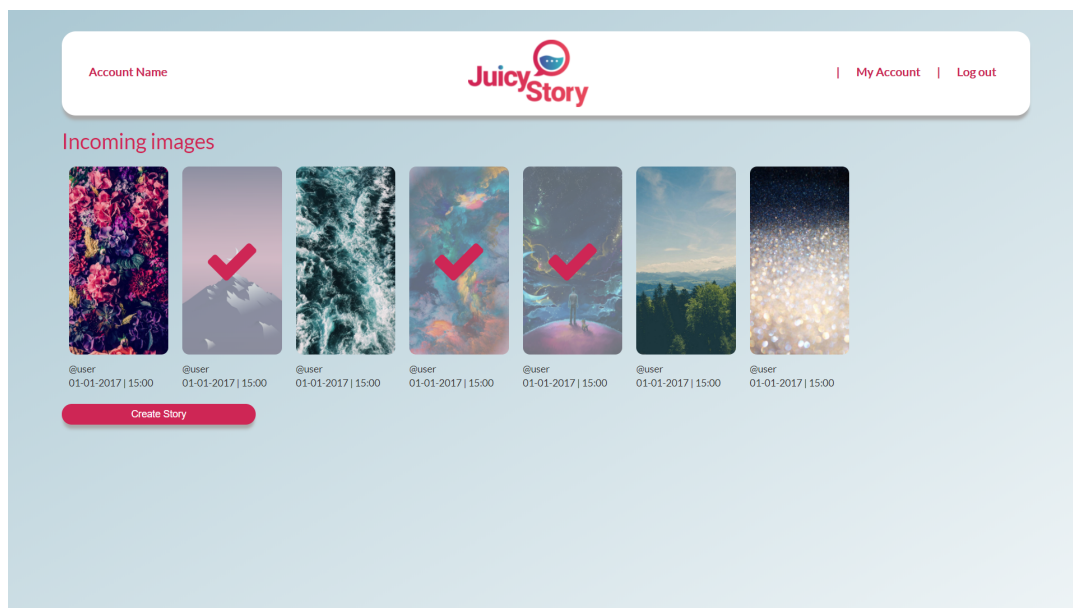 Account Name
Juicy
Story
| My Account | Log out
Incoming images
@user @user @user @user @user @user @user
01-01-2017 | 15:00 01-01-2017 | 15:00 01-01-2017 | 15:00 01-01-2017 | 15:00 01-01-2017 | 15:00 01-01-2017 | 15:00 01-01-2017 | 15:00
Create Story